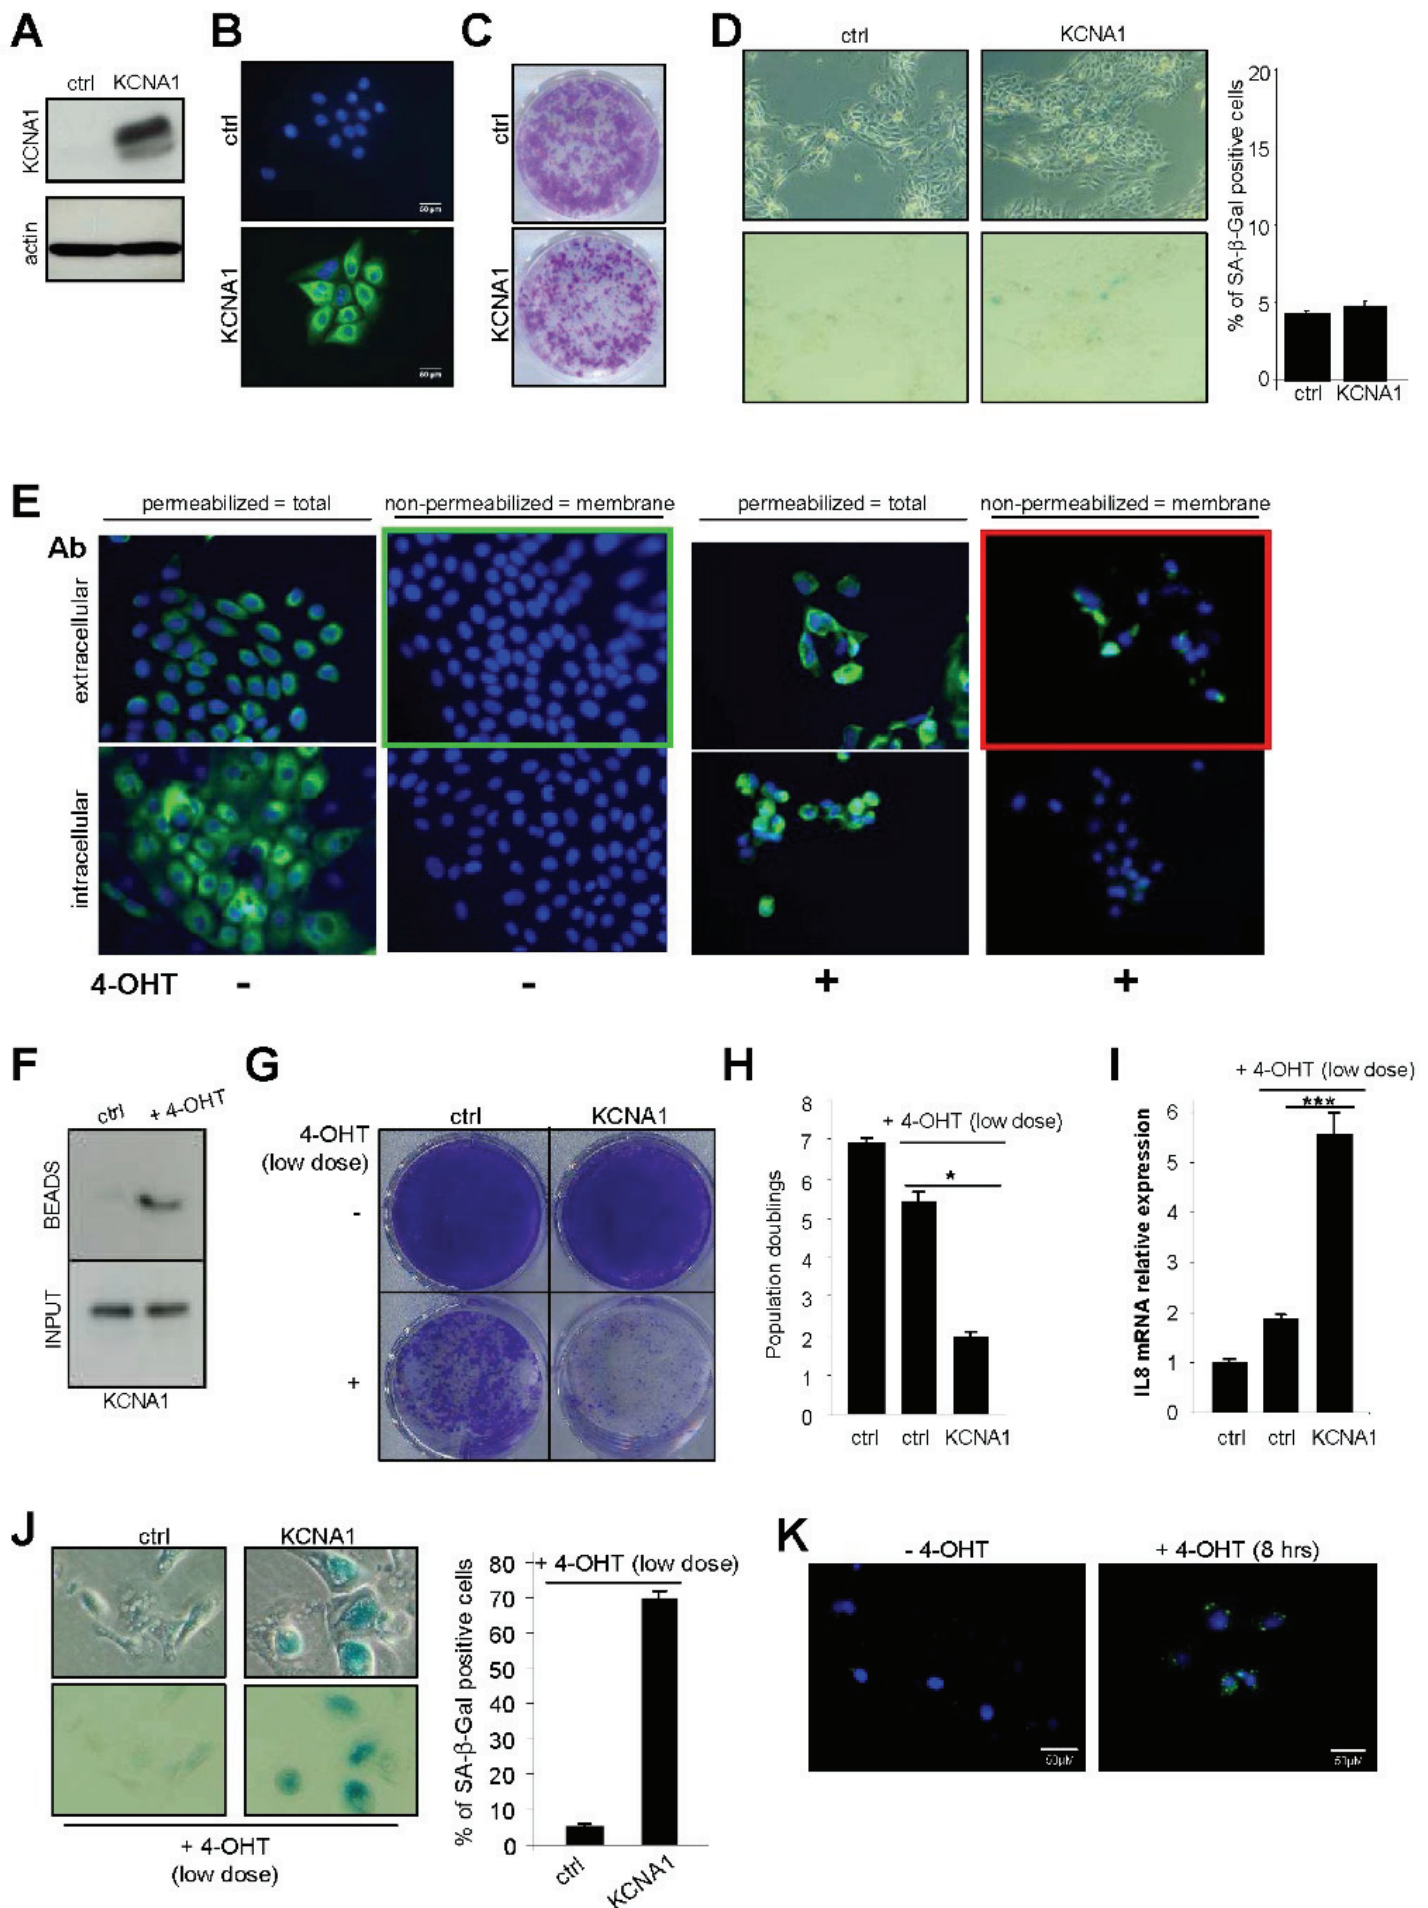 A
ctrl KCNA1
KCNA1
actin
B
ctrl
50 µm
KCNA1
50 µm
C
ctrl
KCNA1
D
ctrl
KCNA1
% of SA-β-Gal positive cells
20
15
10
5
0
ctrl KCNA1
E
permeabilized = total
non-permeabilized = membrane
permeabilized = total
non-permeabilized = membrane
Ab
extracellular
intracellular
4-OHT - - + +
F
ctrl + 4-OHT
BEADS
INPUT
KCNA1
G
ctrl KCNA1
4-OHT
(low dose)
-
+
H
+ 4-OHT (low dose)
*
Population doublings
8
7
6
5
4
3
2
1
0
ctrl ctrl KCNA1
I
+ 4-OHT (low dose)
***
IL8 mRNA relative expression
6
5
4
3
2
1
0
ctrl ctrl KCNA1
J
ctrl KCNA1
+ 4-OHT
(low dose)
% of SA-β-Gal positive cells
+ 4-OHT (low dose)
80
70
60
50
40
30
20
10
0
ctrl
KCNA1
K
- 4-OHT
+ 4-OHT (8 hrs)
50µM
50µM